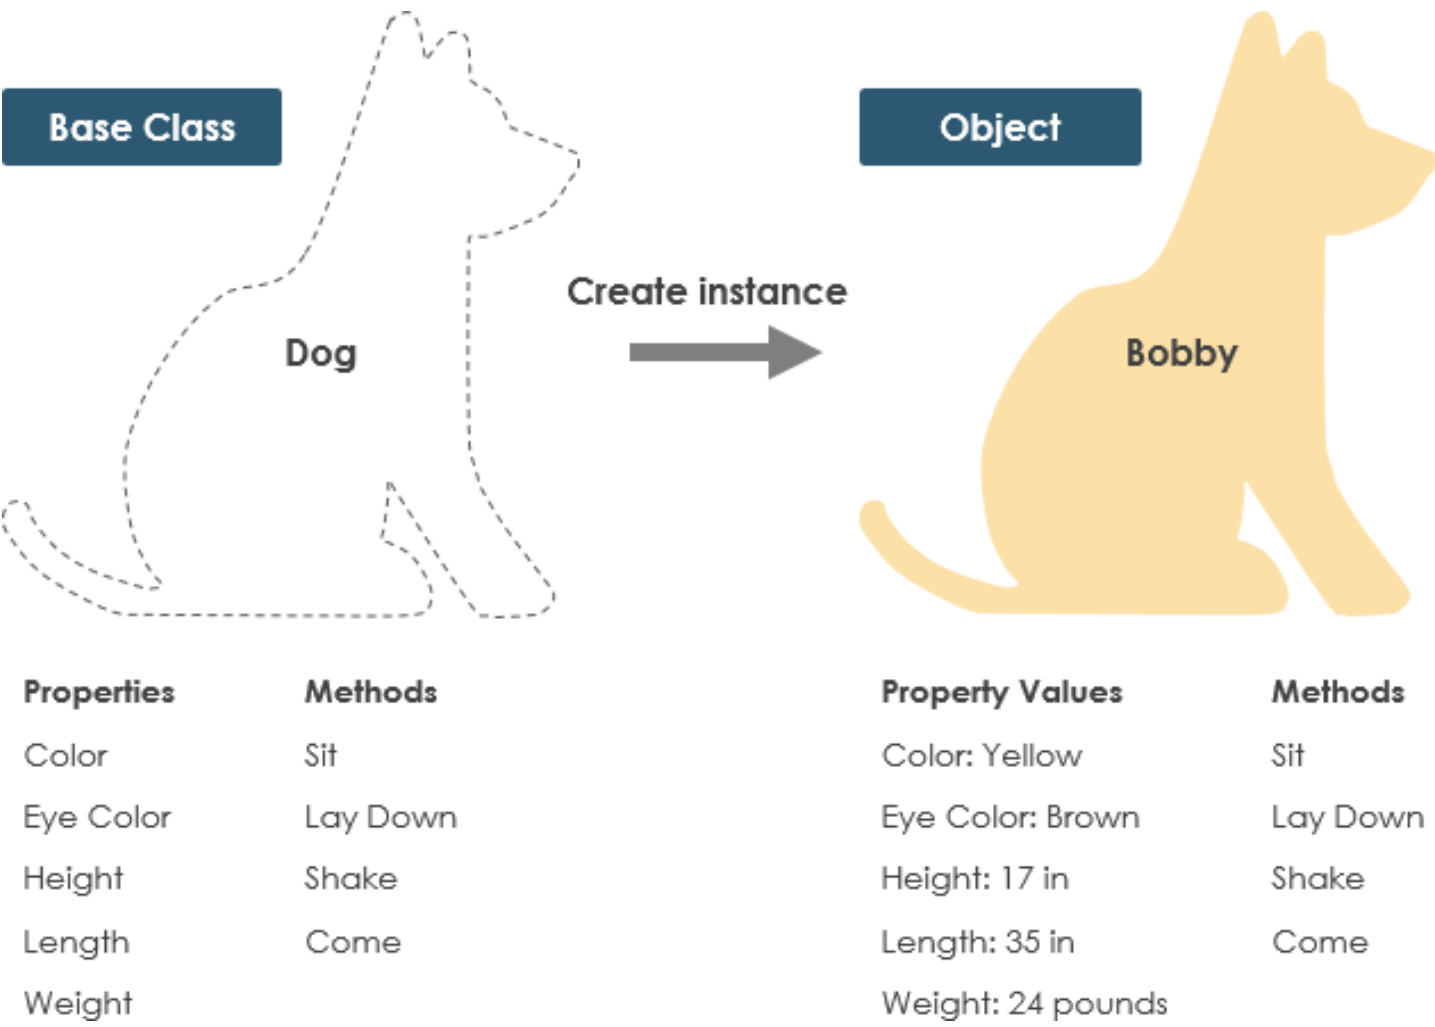 Base Class
Object
Create instance
Dog
Bobby
Properties Methods Property Values Methods
Color Sit Color: Yellow Sit
Eye Color Lay Down Eye Color: Brown Lay Down
Height Shake Height: 17 in Shake
Length Come Length: 35 in Come
Weight Weight: 24 pounds